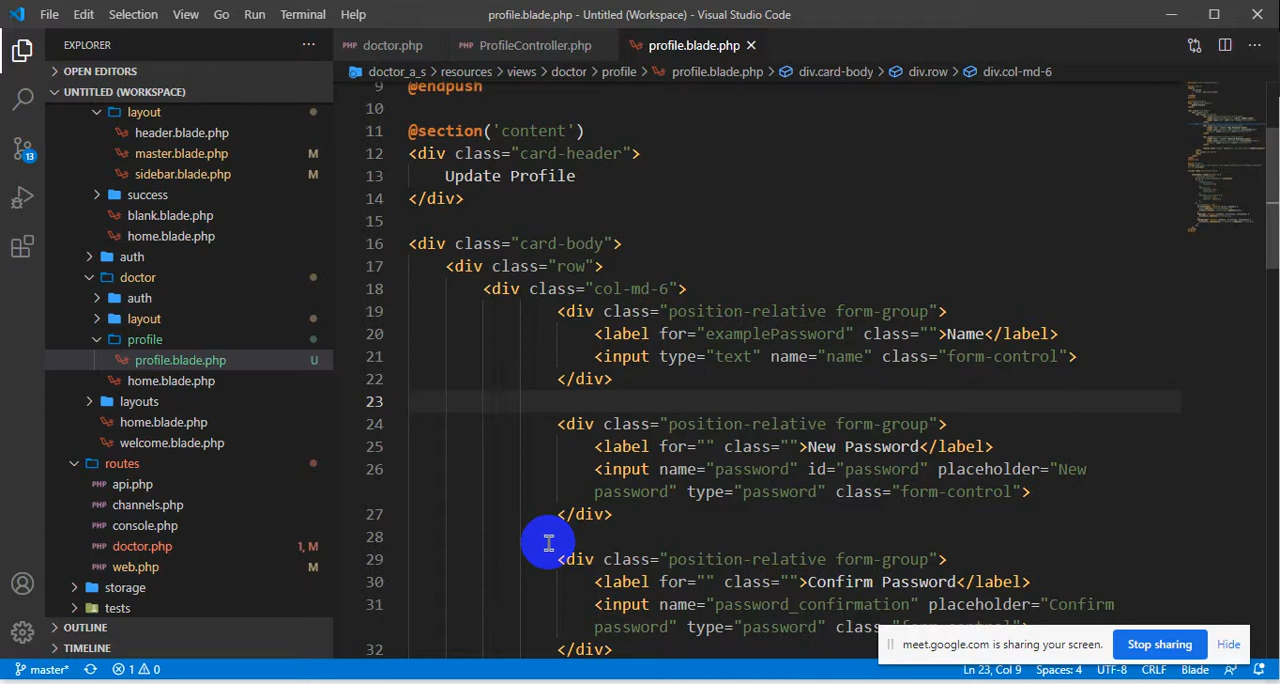 File Edit Selection View Go Run Terminal Help profile.blade.php - Untitled (Workspace) - Visual Studio Code
EXPLORER ···
PHP doctor.php PHP ProfileController.php profile.blade.php
OPEN EDITORS
UNTITLED (WORKSPACE)
doctor_a_s > resources > views > doctor > profile > profile.blade.php > div.card-body > div.row > div.col-md-6
layout
header.blade.php
master.blade.php M
sidebar.blade.php M
success
blank.blade.php
home.blade.php
auth
doctor
auth
layout
profile
profile.blade.php U
home.blade.php
layouts
home.blade.php
welcome.blade.php
routes
PHP api.php
PHP channels.php
PHP console.php
PHP doctor.php 1, M
PHP web.php M
storage
tests
OUTLINE
TIMELINE
13
9 @endpush
10
11 @section('content')
12 <div class="card-header">
13 Update Profile
14 </div>
15
16 <div class="card-body">
17 <div class="row">
18 <div class="col-md-6">
19 <div class="position-relative form-group">
20 <label for="examplePassword" class="">Name</label>
21 <input type="text" name="name" class="form-control">
22 </div>
23
24 <div class="position-relative form-group">
25 <label for="" class="">New Password</label>
26 <input name="password" id="password" placeholder="New
password" type="password" class="form-control">
27 </div>
28
29 <div class="position-relative form-group">
30 <label for="" class="">Confirm Password</label>
31 <input name="password_confirmation" placeholder="Confirm
password" type="password" class="form-control">
32 </div>
meet.google.com is sharing your screen. Stop sharing Hide
master* 1 0 Ln 23, Col 9 Spaces: 4 UTF-8 CRLF Blade